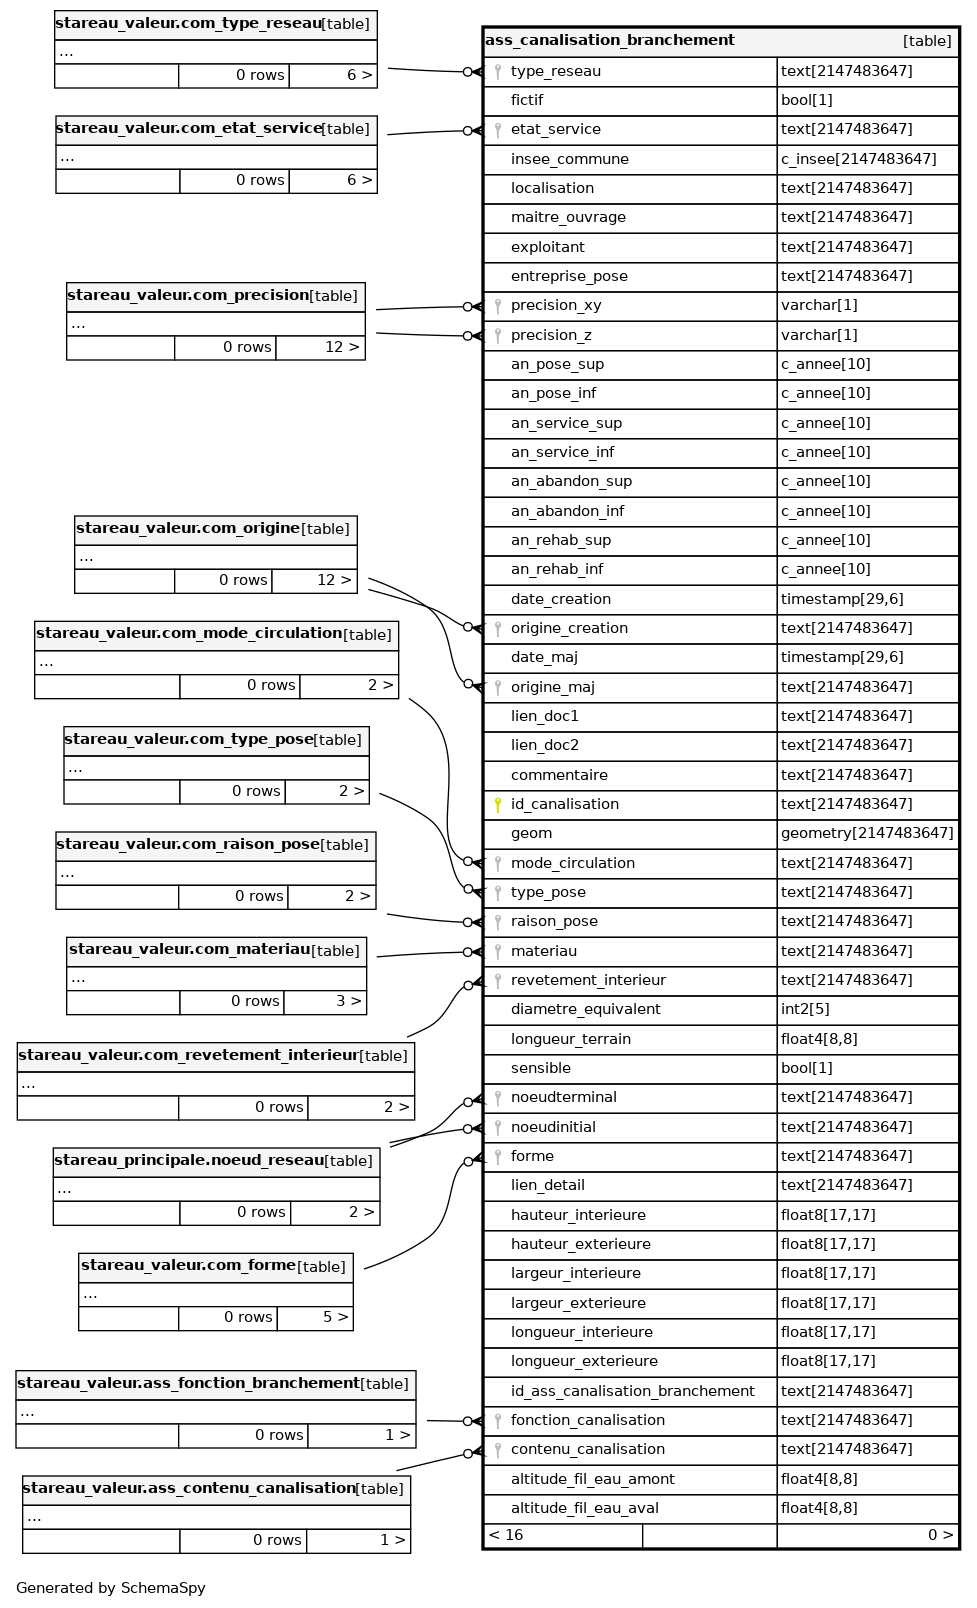 stareau_valeur.com_type_reseau[table]
...
0 rows 6 >
stareau_valeur.com_etat_service[table]
...
0 rows 6 >
stareau_valeur.com_precision[table]
...
0 rows 12 >
stareau_valeur.com_origine[table]
...
0 rows 12 >
stareau_valeur.com_mode_circulation[table]
...
0 rows 2 >
stareau_valeur.com_type_pose[table]
...
0 rows 2 >
stareau_valeur.com_raison_pose[table]
...
0 rows 2 >
stareau_valeur.com_materiau[table]
...
0 rows 3 >
stareau_valeur.com_revetement_interieur[table]
...
0 rows 2 >
stareau_principale.noeud_reseau[table]
...
0 rows 2 >
stareau_valeur.com_forme[table]
...
0 rows 5 >
stareau_valeur.ass_fonction_branchement[table]
...
0 rows 1 >
stareau_valeur.ass_contenu_canalisation[table]
...
0 rows 1 >
ass_canalisation_branchement [table]
type_reseau text[2147483647]
fictif bool[1]
etat_service text[2147483647]
insee_commune c_insee[2147483647]
localisation text[2147483647]
maitre_ouvrage text[2147483647]
exploitant text[2147483647]
entreprise_pose text[2147483647]
precision_xy varchar[1]
precision_z varchar[1]
an_pose_sup c_annee[10]
an_pose_inf c_annee[10]
an_service_sup c_annee[10]
an_service_inf c_annee[10]
an_abandon_sup c_annee[10]
an_abandon_inf c_annee[10]
an_rehab_sup c_annee[10]
an_rehab_inf c_annee[10]
date_creation timestamp[29,6]
origine_creation text[2147483647]
date_maj timestamp[29,6]
origine_maj text[2147483647]
lien_doc1 text[2147483647]
lien_doc2 text[2147483647]
commentaire text[2147483647]
id_canalisation text[2147483647]
geom geometry[2147483647]
mode_circulation text[2147483647]
type_pose text[2147483647]
raison_pose text[2147483647]
materiau text[2147483647]
revetement_interieur text[2147483647]
diametre_equivalent int2[5]
longueur_terrain float4[8,8]
sensible bool[1]
noeudterminal text[2147483647]
noeudinitial text[2147483647]
forme text[2147483647]
lien_detail text[2147483647]
hauteur_interieure float8[17,17]
hauteur_exterieure float8[17,17]
largeur_interieure float8[17,17]
largeur_exterieure float8[17,17]
longueur_interieure float8[17,17]
longueur_exterieure float8[17,17]
id_ass_canalisation_branchement text[2147483647]
fonction_canalisation text[2147483647]
contenu_canalisation text[2147483647]
altitude_fil_eau_amont float4[8,8]
altitude_fil_eau_aval float4[8,8]
< 16 0 >
Generated by SchemaSpy